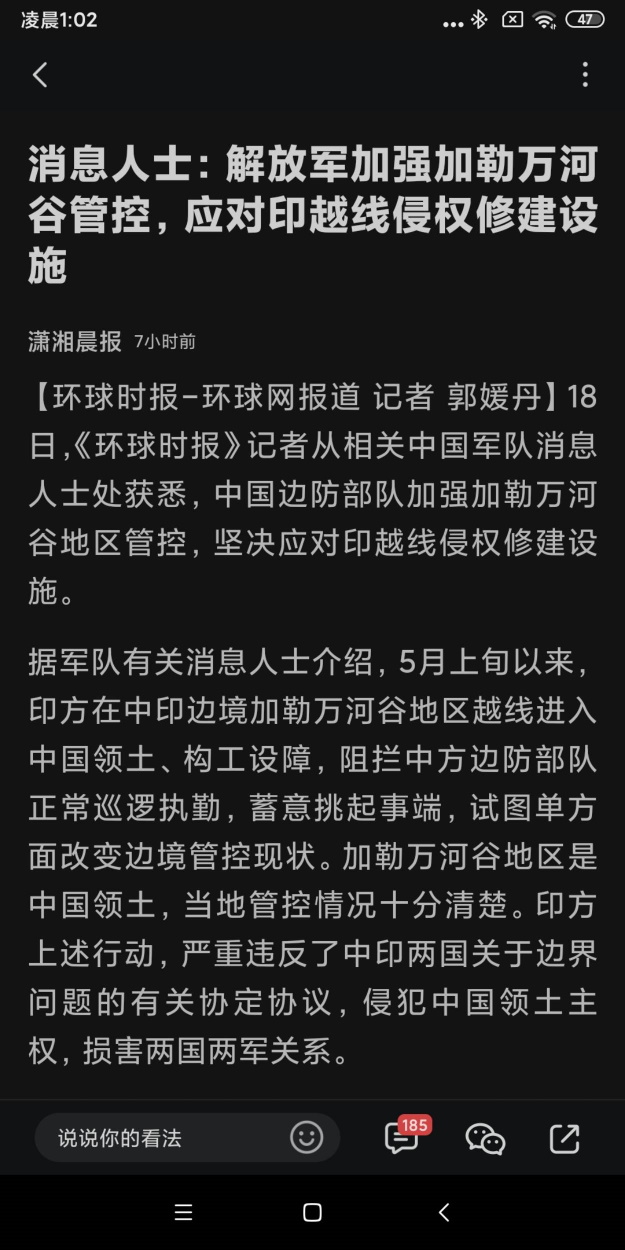 凌晨1:02
47
消息人士：解放军加强加勒万河
谷管控，应对印越线侵权修建设
施
潇湘晨报 7小时前
【环球时报-环球网报道 记者 郭媛丹】18
日，《环球时报》记者从相关中国军队消息
人士处获悉，中国边防部队加强加勒万河
谷地区管控，坚决应对印越线侵权修建设
施。
据军队有关消息人士介绍，5月上旬以来，
印方在中印边境加勒万河谷地区越线进入
中国领土、构工设障，阻拦中方边防部队
正常巡逻执勤，蓄意挑起事端，试图单方
面改变边境管控现状。加勒万河谷地区是
中国领土，当地管控情况十分清楚。印方
上述行动，严重违反了中印两国关于边界
问题的有关协定协议，侵犯中国领土主
权，损害两国两军关系。
说说你的看法
185